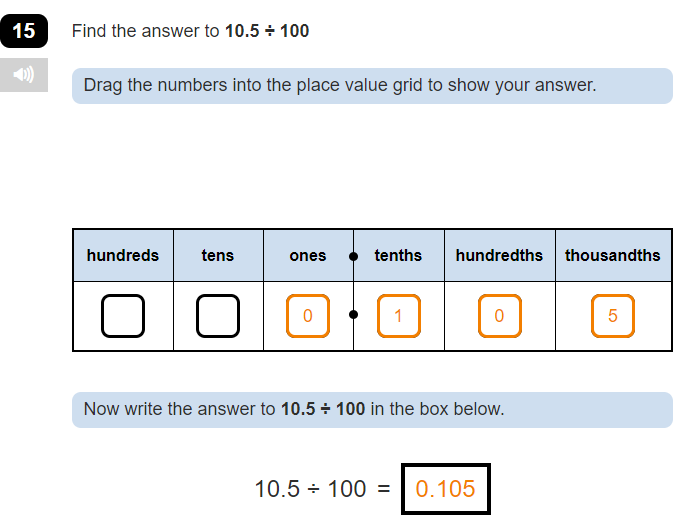 15 Find the answer to 10.5 ÷ 100
Drag the numbers into the place value grid to show your answer.
hundreds tens ones • tenths hundredths thousandths
0 • 1 0 5
Now write the answer to 10.5 ÷ 100 in the box below.
10.5 ÷ 100 = 0.105